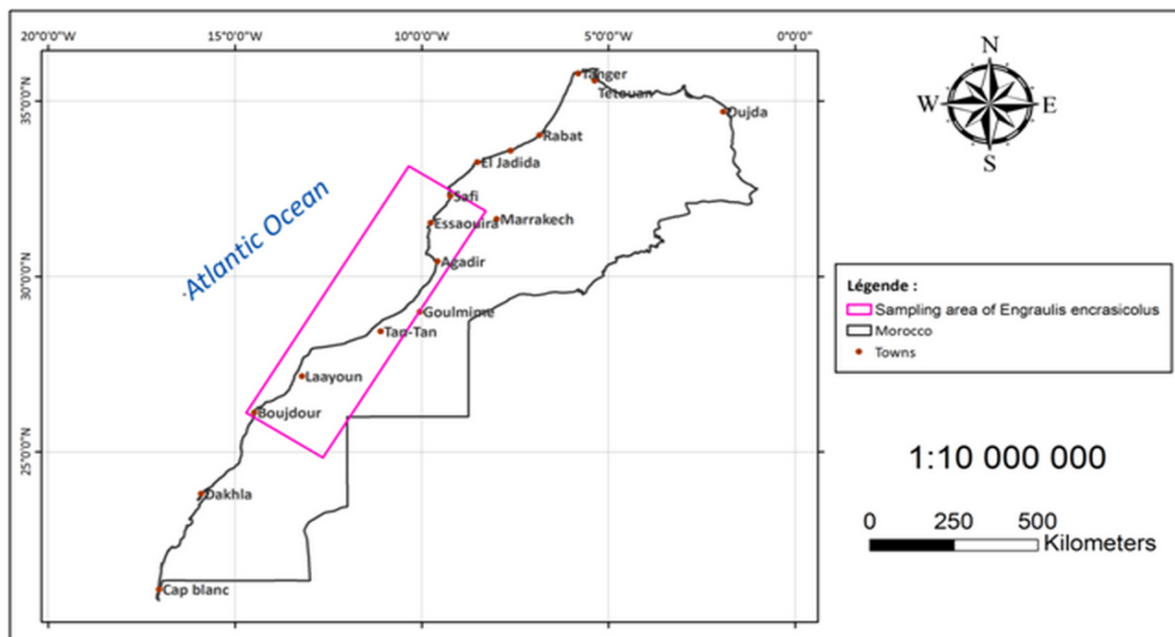 20°0'0"W 15°0'0"W 10°0'0"W 5°0'0"W 0°0'0"
35°0'0"N
30°0'0"N
25°0'0"N
Tanger
Tetouan
Oujda
Rabat
El Jadida
Safi
Marrakech
Essaouira
Agadir
Goulmime
Tan-Tan
Laayoun
Boujdour
Dakhla
Cap blanc
Atlantic Ocean
N
W E
S
Légende :
Sampling area of Engraulis encrasicolus
Morocco
Towns
1:10 000 000
0 250 500
Kilometers